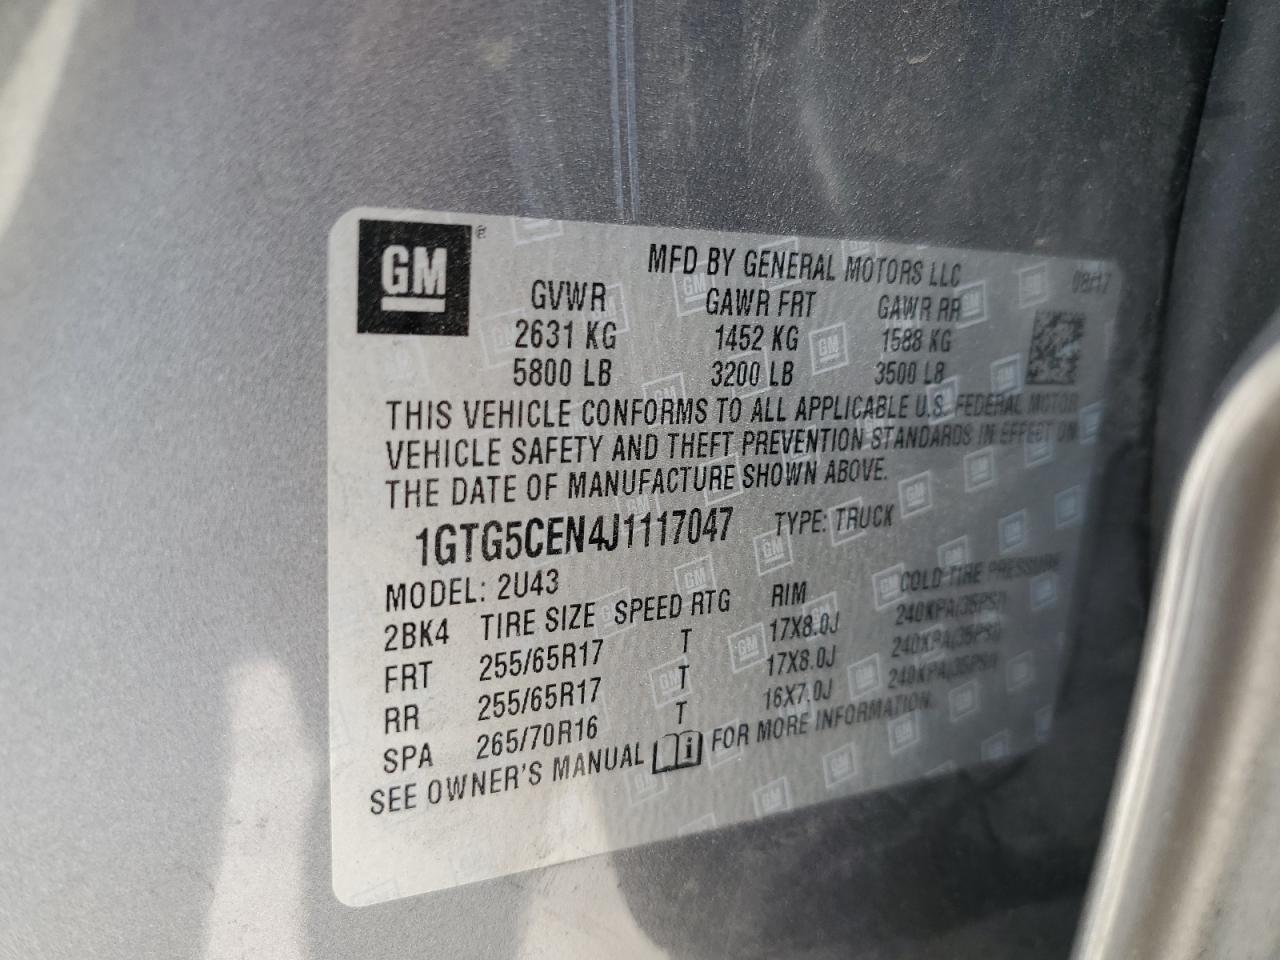 GM ®
MFD BY GENERAL MOTORS LLC 08/17
GVWR GAWR FRT GAWR RR
2631 KG 1452 KG 1588 KG
5800 LB 3200 LB 3500 LB
THIS VEHICLE CONFORMS TO ALL APPLICABLE U.S. FEDERAL MOTOR
VEHICLE SAFETY AND THEFT PREVENTION STANDARDS IN EFFECT ON
THE DATE OF MANUFACTURE SHOWN ABOVE.
1GTG5CEN4J1117047 TYPE: TRUCK
MODEL: 2U43
2BK4 TIRE SIZE SPEED RTG RIM COLD TIRE PRESSURE
FRT 255/65R17 T 17X8.0J 240KPA(35PSI)
RR 255/65R17 T 17X8.0J 240KPA(35PSI)
SPA 265/70R16 T 16X7.0J 240KPA(35PSI)
SEE OWNER'S MANUAL FOR MORE INFORMATION.